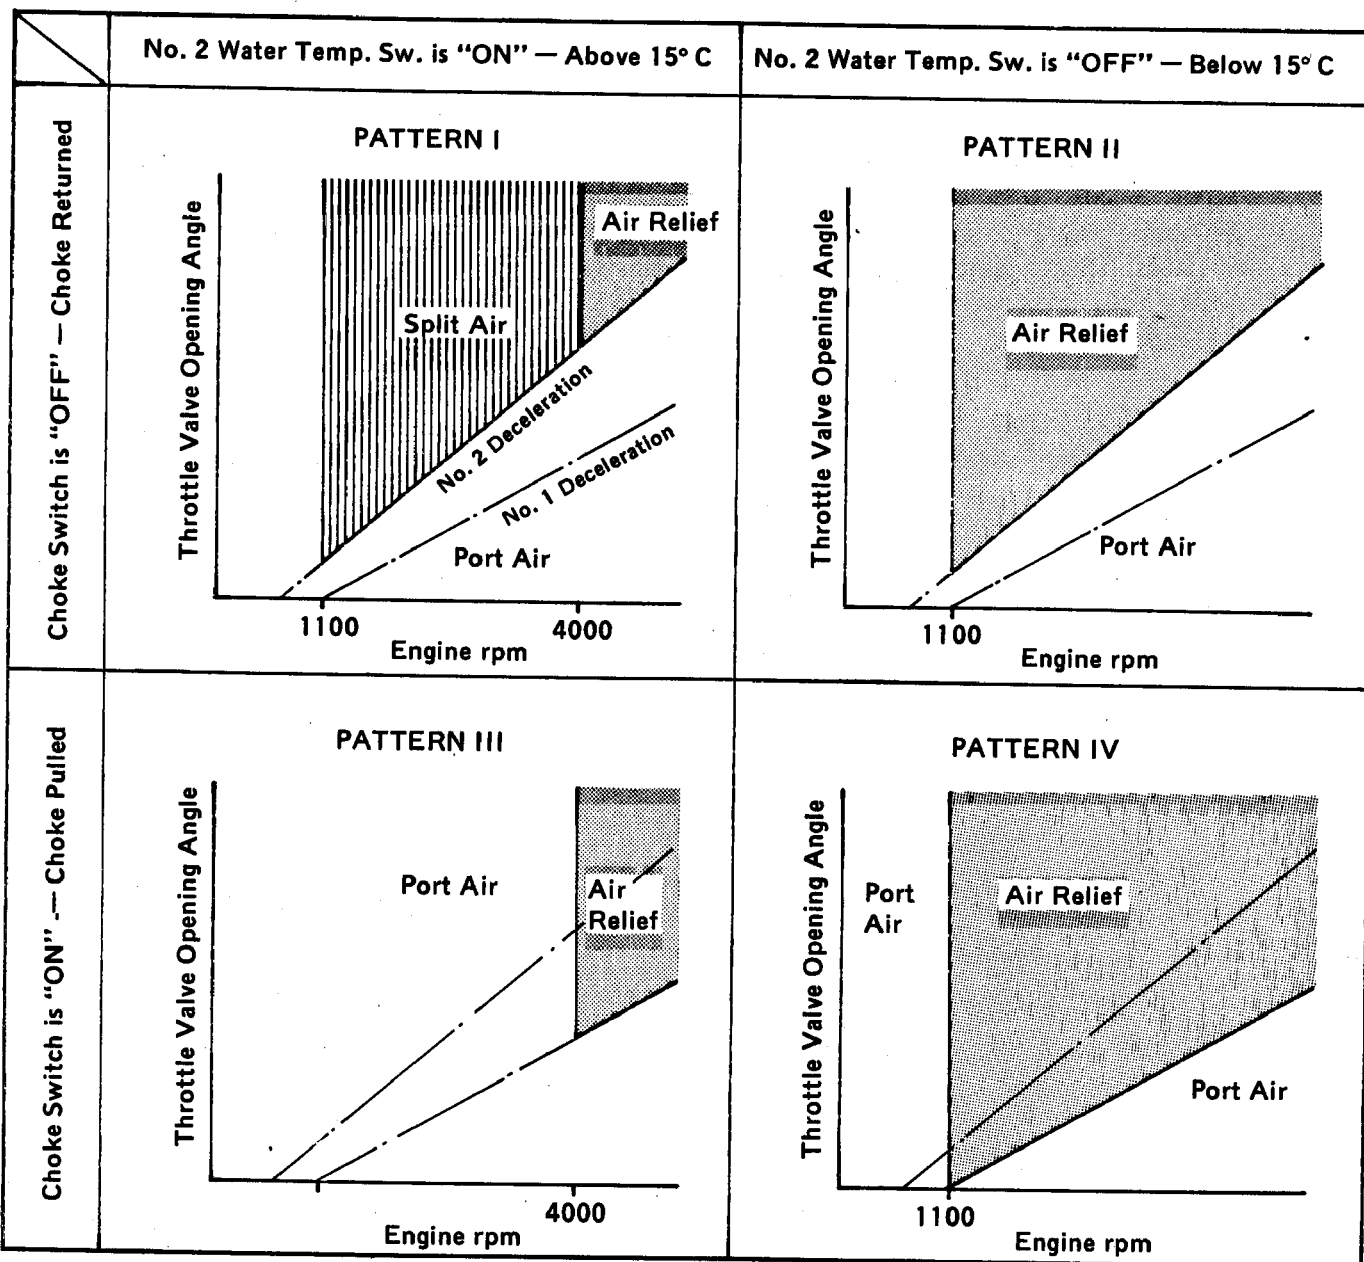 No. 2 Water Temp. Sw. is “ON” — Above 15° C
No. 2 Water Temp. Sw. is “OFF” — Below 15° C
Choke Switch is “OFF” — Choke Returned
PATTERN I
Throttle Valve Opening Angle
Air Relief
Split Air
No. 2 Deceleration
No. 1 Deceleration
Port Air
1100
4000
Engine rpm
PATTERN II
Throttle Valve Opening Angle
Air Relief
Port Air
1100
Engine rpm
Choke Switch is “ON” .— Choke Pulled
PATTERN III
Throttle Valve Opening Angle
Port Air
Air
Relief
4000
Engine rpm
PATTERN IV
Throttle Valve Opening Angle
Port
Air
Air Relief
Port Air
1100
Engine rpm